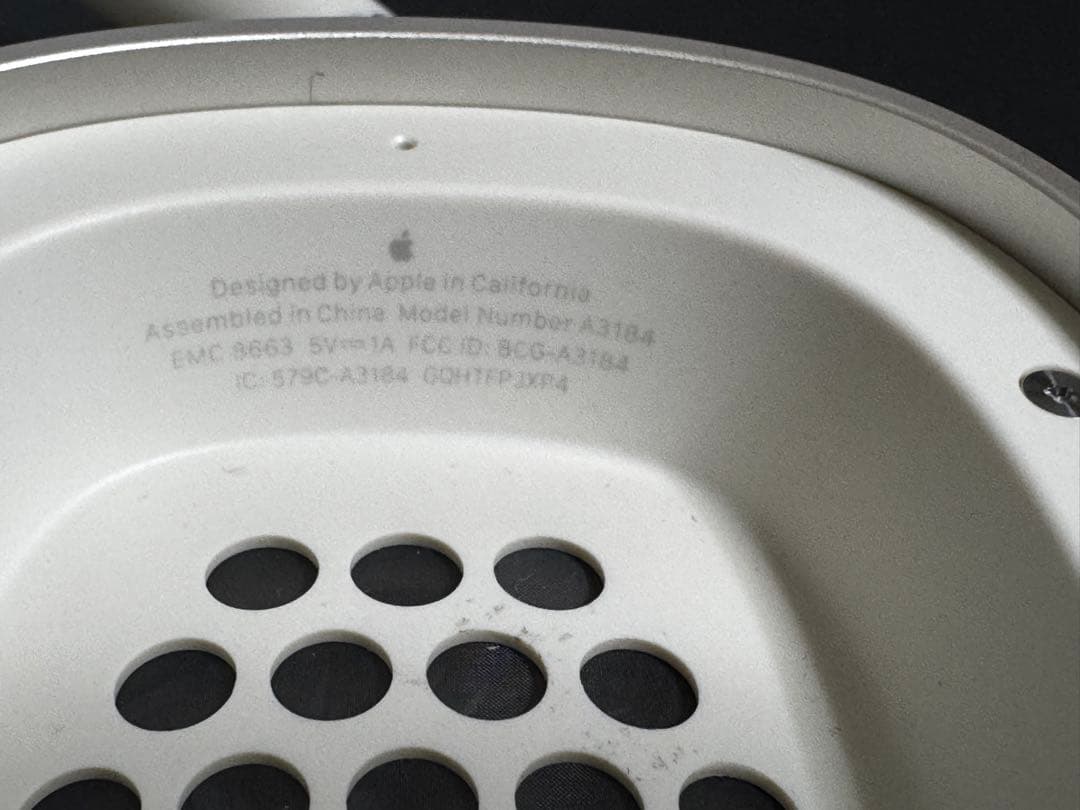 Designed by Apple in California
Assembled in China Model Number A3184
EMC 8663 5V⎓1A FCC ID: BCG-A3184
IC: 579C-A3184